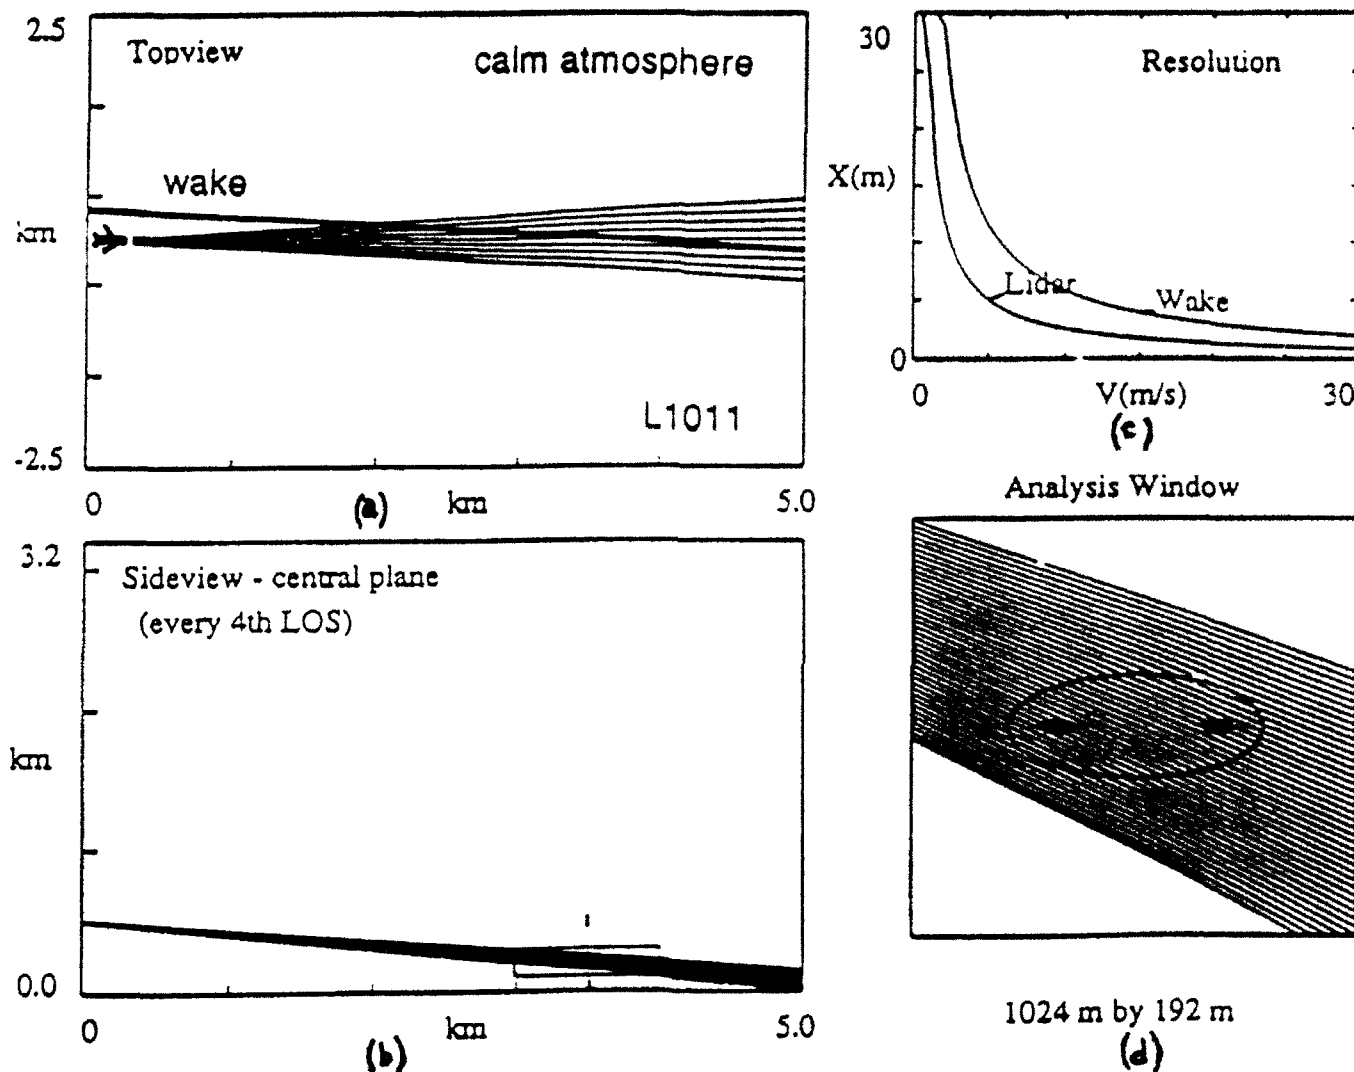 2.5
Topview
calm atmosphere
wake
km
L1011
-2.5
0
km
5.0
(a)
3.2
Sideview - central plane
(every 4th LOS)
km
0.0
0
km
5.0
(b)
30
Resolution
X(m)
Lidar
Wake
0
0
V(m/s)
30
(c)
Analysis Window
1024 m by 192 m
(d)